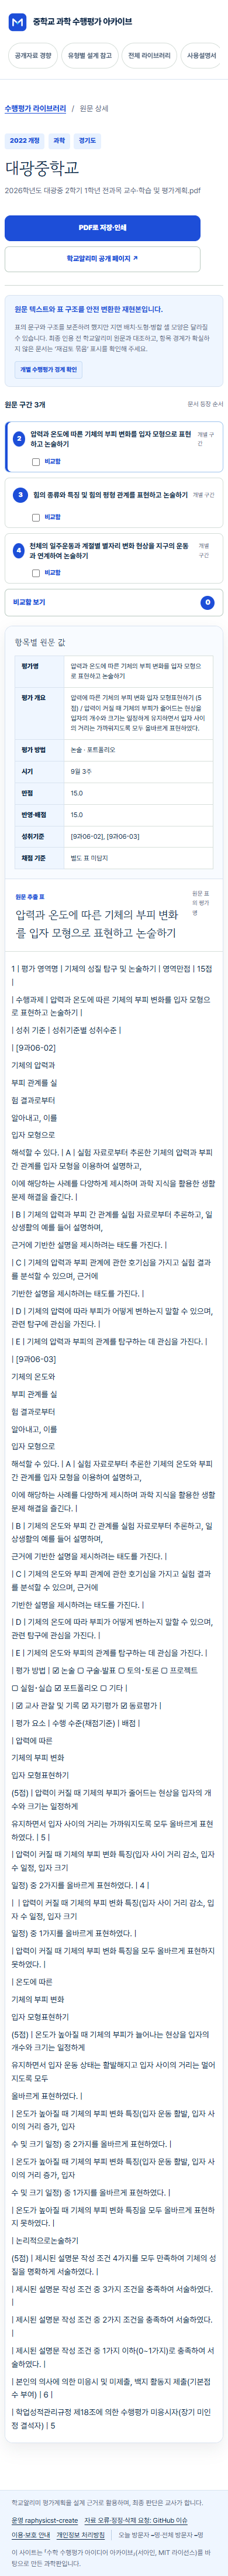 중학교 과학 수행평가 아카이브
공개자료 경향
유형별 설계 참고
전체 라이브러리
사용설명서
수행평가 라이브러리 / 원문 상세
2022 개정
과학
경기도
대광중학교
2026학년도 대광중 2학기 1학년 전과목 교수·학습 및 평가계획.pdf
PDF로 저장·인쇄
학교알리미 공개 페이지 ↗
원문 텍스트와 표 구조를 안전 변환한 재현본입니다.
표의 문구와 구조를 보존하려 했지만 지면 배치·도형·병합 셀 모양은 달라질
수 있습니다. 최종 인용 전 학교알리미 원문과 대조하고, 항목 경계가 확실하
지 않은 문서는 '재검토 묶음' 표시를 확인해 주세요.
개별 수행평가 경계 확인
원문 구간 3개
문서 등장 순서
2
압력과 온도에 따른 기체의 부피 변화를 입자 모형으로 표현
하고 논술하기
개별 구
간
비교함
3
힘의 종류와 특징 및 힘의 평형 관계를 표현하고 논술하기
개별 구간
비교함
4
천체의 일주운동과 계절별 별자리 변화 현상을 지구의 운동
과 연계하여 논술하기
개별
구간
비교함
비교함 보기
0
항목별 원문 값
평가명
압력과 온도에 따른 기체의 부피 변화를 입자 모형으
로 표현하고 논술하기
평가 개요
압력에 따른 기체의 부피 변화 입자 모형표현하기 (5
점) / 압력이 커질 때 기체의 부피가 줄어드는 현상을
입자의 개수와 크기는 일정하게 유지하면서 입자 사이
의 거리는 가까워지도록 모두 올바르게 표현하였다.
평가 방법
논술 · 포트폴리오
시기
9월 3주
만점
15.0
반영·배점
15.0
성취기준
[9과06-02], [9과06-03]
채점 기준
별도 표 미탐지
원문 추출 표
압력과 온도에 따른 기체의 부피 변화
를 입자 모형으로 표현하고 논술하기
원문 표
의 평가
명
1 | 평가 영역명 | 기체의 성질 탐구 및 논술하기 | 영역만점 | 15점
|
| 수행과제 | 압력과 온도에 따른 기체의 부피 변화를 입자 모형으
로 표현하고 논술하기 |
| 성취 기준 | 성취기준별 성취수준 |
| [9과06-02]
기체의 압력과
부피 관계를 실
험 결과로부터
알아내고, 이를
입자 모형으로
해석할 수 있다. | A | 실험 자료로부터 추론한 기체의 압력과 부피
간 관계를 입자 모형을 이용하여 설명하고,
이에 해당하는 사례를 다양하게 제시하며 과학 지식을 활용한 생활
문제 해결을 즐긴다. |
| B | 기체의 압력과 부피 간 관계를 실험 자료로부터 추론하고, 일
상생활의 예를 들어 설명하며,
근거에 기반한 설명을 제시하려는 태도를 가진다. |
| C | 기체의 압력과 부피 관계에 관한 호기심을 가지고 실험 결과
를 분석할 수 있으며, 근거에
기반한 설명을 제시하려는 태도를 가진다. |
| D | 기체의 압력에 따라 부피가 어떻게 변하는지 말할 수 있으며,
관련 탐구에 관심을 가진다. |
| E | 기체의 압력과 부피의 관계를 탐구하는 데 관심을 가진다. |
| [9과06-03]
기체의 온도와
부피 관계를 실
험 결과로부터
알아내고, 이를
입자 모형으로
해석할 수 있다. | A | 실험 자료로부터 추론한 기체의 온도와 부피
간 관계를 입자 모형을 이용하여 설명하고,
이에 해당하는 사례를 다양하게 제시하며 과학 지식을 활용한 생활
문제 해결을 즐긴다. |
| B | 기체의 온도와 부피 간 관계를 실험 자료로부터 추론하고, 일
상생활의 예를 들어 설명하며,
근거에 기반한 설명을 제시하려는 태도를 가진다. |
| C | 기체의 온도와 부피 관계에 관한 호기심을 가지고 실험 결과
를 분석할 수 있으며, 근거에
기반한 설명을 제시하려는 태도를 가진다. |
| D | 기체의 온도에 따라 부피가 어떻게 변하는지 말할 수 있으며,
관련 탐구에 관심을 가진다. |
| E | 기체의 온도와 부피의 관계를 탐구하는 데 관심을 가진다. |
| 평가 방법 | ☑ 논술 ▢ 구술·발표 ▢ 토의·토론 ▢ 프로젝트
▢ 실험·실습 ☑ 포트폴리오 ▢ 기타 |
| ☑ 교사 관찰 및 기록 ☑ 자기평가 ☑ 동료평가 |
| 평가 요소 | 수행 수준(채점기준) | 배점 |
| 압력에 따른
기체의 부피 변화
입자 모형표현하기
(5점) | 압력이 커질 때 기체의 부피가 줄어드는 현상을 입자의 개
수와 크기는 일정하게
유지하면서 입자 사이의 거리는 가까워지도록 모두 올바르게 표현
하였다. | 5 |
| 압력이 커질 때 기체의 부피 변화 특징(입자 사이 거리 감소, 입자
수 일정, 입자 크기
일정) 중 2가지를 올바르게 표현하였다. | 4 |
| | 압력이 커질 때 기체의 부피 변화 특징(입자 사이 거리 감소, 입
자 수 일정, 입자 크기
일정) 중 1가지를 올바르게 표현하였다. |
| 압력이 커질 때 기체의 부피 변화 특징을 모두 올바르게 표현하지
못하였다. |
| 온도에 따른
기체의 부피 변화
입자 모형표현하기
(5점) | 온도가 높아질 때 기체의 부피가 늘어나는 현상을 입자의
개수와 크기는 일정하게
유지하면서 입자 운동 상태는 활발해지고 입자 사이의 거리는 멀어
지도록 모두
올바르게 표현하였다. |
| 온도가 높아질 때 기체의 부피 변화 특징(입자 운동 활발, 입자 사
이의 거리 증가, 입자
수 및 크기 일정) 중 2가지를 올바르게 표현하였다. |
| 온도가 높아질 때 기체의 부피 변화 특징(입자 운동 활발, 입자 사
이의 거리 증가, 입자
수 및 크기 일정) 중 1가지를 올바르게 표현하였다. |
| 온도가 높아질 때 기체의 부피 변화 특징을 모두 올바르게 표현하
지 못하였다. |
| 논리적으로논술하기
(5점) | 제시된 설명문 작성 조건 4가지를 모두 만족하여 기체의 성
질을 명확하게 서술하였다. |
| 제시된 설명문 작성 조건 중 3가지 조건을 충족하여 서술하였다.
|
| 제시된 설명문 작성 조건 중 2가지 조건을 충족하여 서술하였다.
|
| 제시된 설명문 작성 조건 중 1가지 이하(0~1가지)로 충족하여 서
술하였다. |
| 본인의 의사에 의한 미응시 및 미제출, 백지 활동지 제출(기본점
수 부여) | 6 |
| 학업성적관리규정 제18조에 의한 수행평가 미응시자(장기 미인
정 결석자) | 5
학교알리미 평가계획을 설계 근거로 활용하며, 최종 판단은 교사가 합니다.
운영 raphysicst-create
자료 오류·정정·삭제 요청: GitHub 이슈
이용·보호 안내
개인정보 처리방침
오늘 방문자 –명·전체 방문자 –명
이 사이트는 「수학 수행평가 아이디어 아카이브」(서야인, MIT 라이선스)를 바
탕으로 만든 과학판입니다.